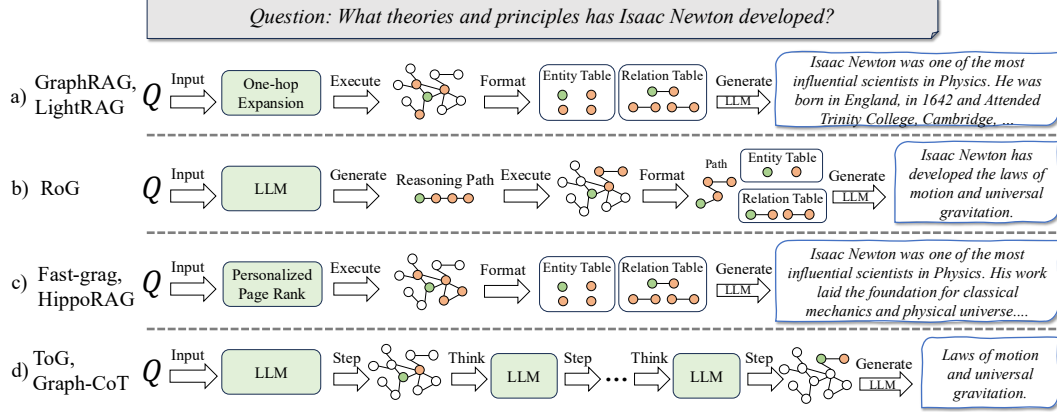 Question: What theories and principles has Isaac Newton developed?
a) GraphRAG,
LightRAG
Q
Input
One-hop
Expansion
Execute
Format
Entity Table
Relation Table
Generate
LLM
Isaac Newton was one of the most
influential scientists in Physics. He was
born in England, in 1642 and Attended
Trinity College, Cambridge, ...
b) RoG
Q
Input
LLM
Generate
Reasoning Path
Execute
Format
Path
Entity Table
Relation Table
Generate
LLM
Isaac Newton has
developed the laws of
motion and universal
gravitation.
c) Fast-grag,
HippoRAG
Q
Input
Personalized
Page Rank
Execute
Format
Entity Table
Relation Table
Generate
LLM
Isaac Newton was one of the most
influential scientists in Physics. His work
laid the foundation for classical
mechanics and physical universe....
d) ToG,
Graph-CoT
Q
Input
LLM
Step
Think
LLM
Step
...
Think
LLM
Step
Generate
LLM
Laws of motion
and universal
gravitation.